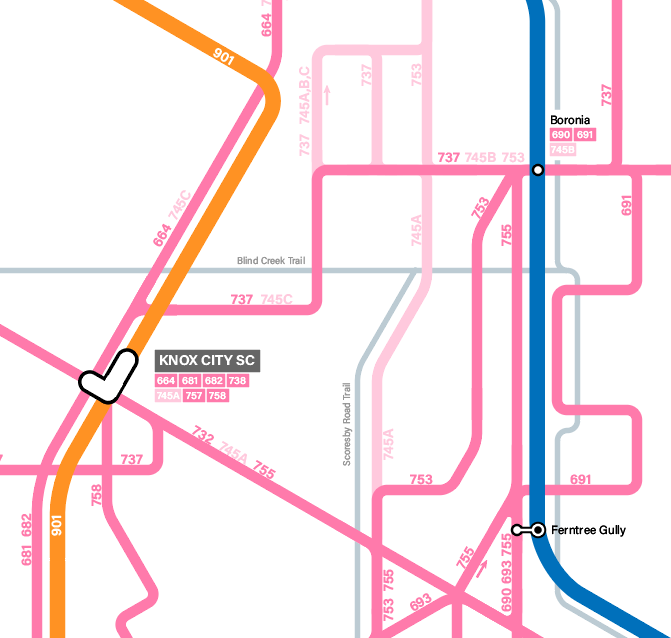 664 7
901
737 745A,B,C
737
753
737
Boronia
690 691
745B
737 745B 753
691
753
755
664 745C
745A
Blind Creek Trail
737 745C
KNOX CITY SC
664 681 682 738
745A 757 758
Scoresby Road Trail
745A
732 745A 755
7
737
753
691
758
681 682
901
Ferntree Gully
755
690 693 755
753 755
693